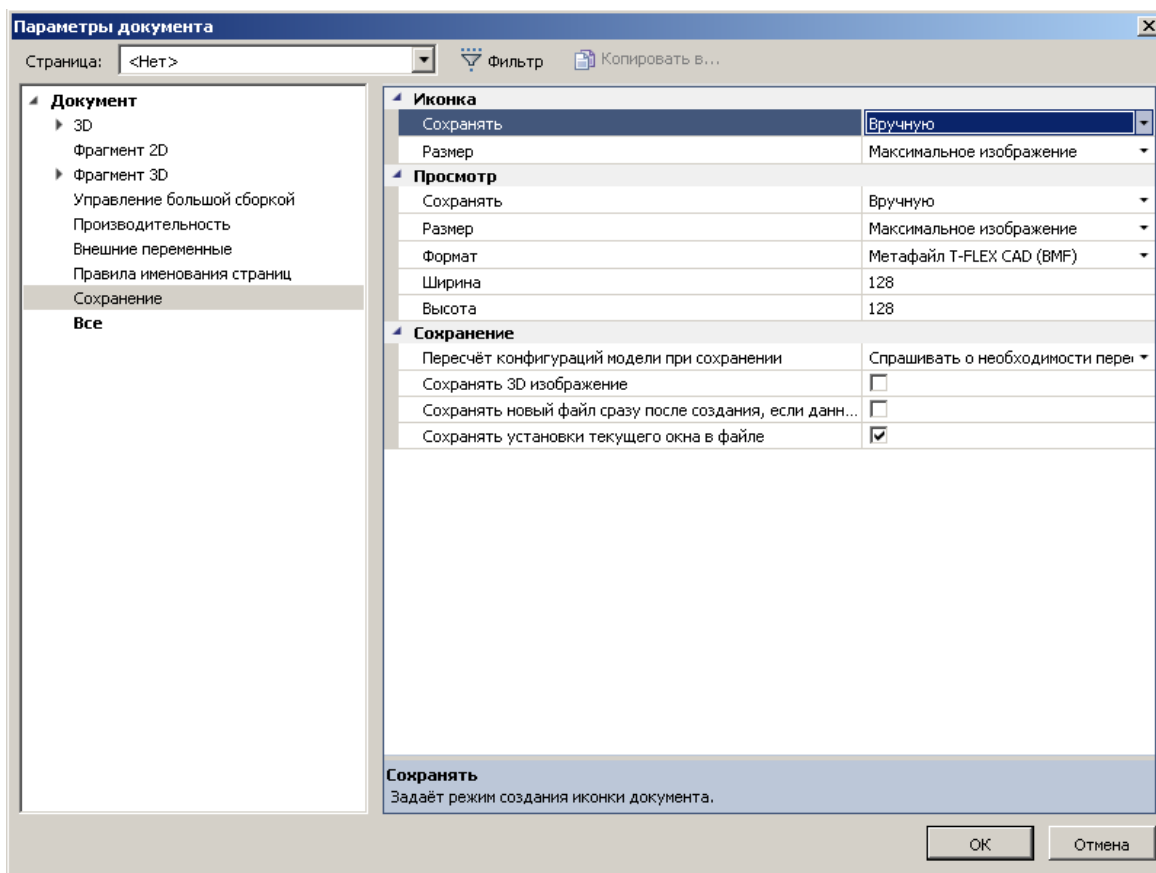 Параметры документа
Страница: <Нет> Фильтр Копировать в...
Документ
3D
Фрагмент 2D
Фрагмент 3D
Управление большой сборкой
Производительность
Внешние переменные
Правила именования страниц
Сохранение
Все
Иконка
Сохранять Вручную
Размер Максимальное изображение
Просмотр
Сохранять Вручную
Размер Максимальное изображение
Формат Метафайл T-FLEX CAD (BMF)
Ширина 128
Высота 128
Сохранение
Пересчёт конфигураций модели при сохранении Спрашивать о необходимости пере
Сохранять 3D изображение
Сохранять новый файл сразу после создания, если данн...
Сохранять установки текущего окна в файле
Сохранять
Задаёт режим создания иконки документа.
ОК Отмена